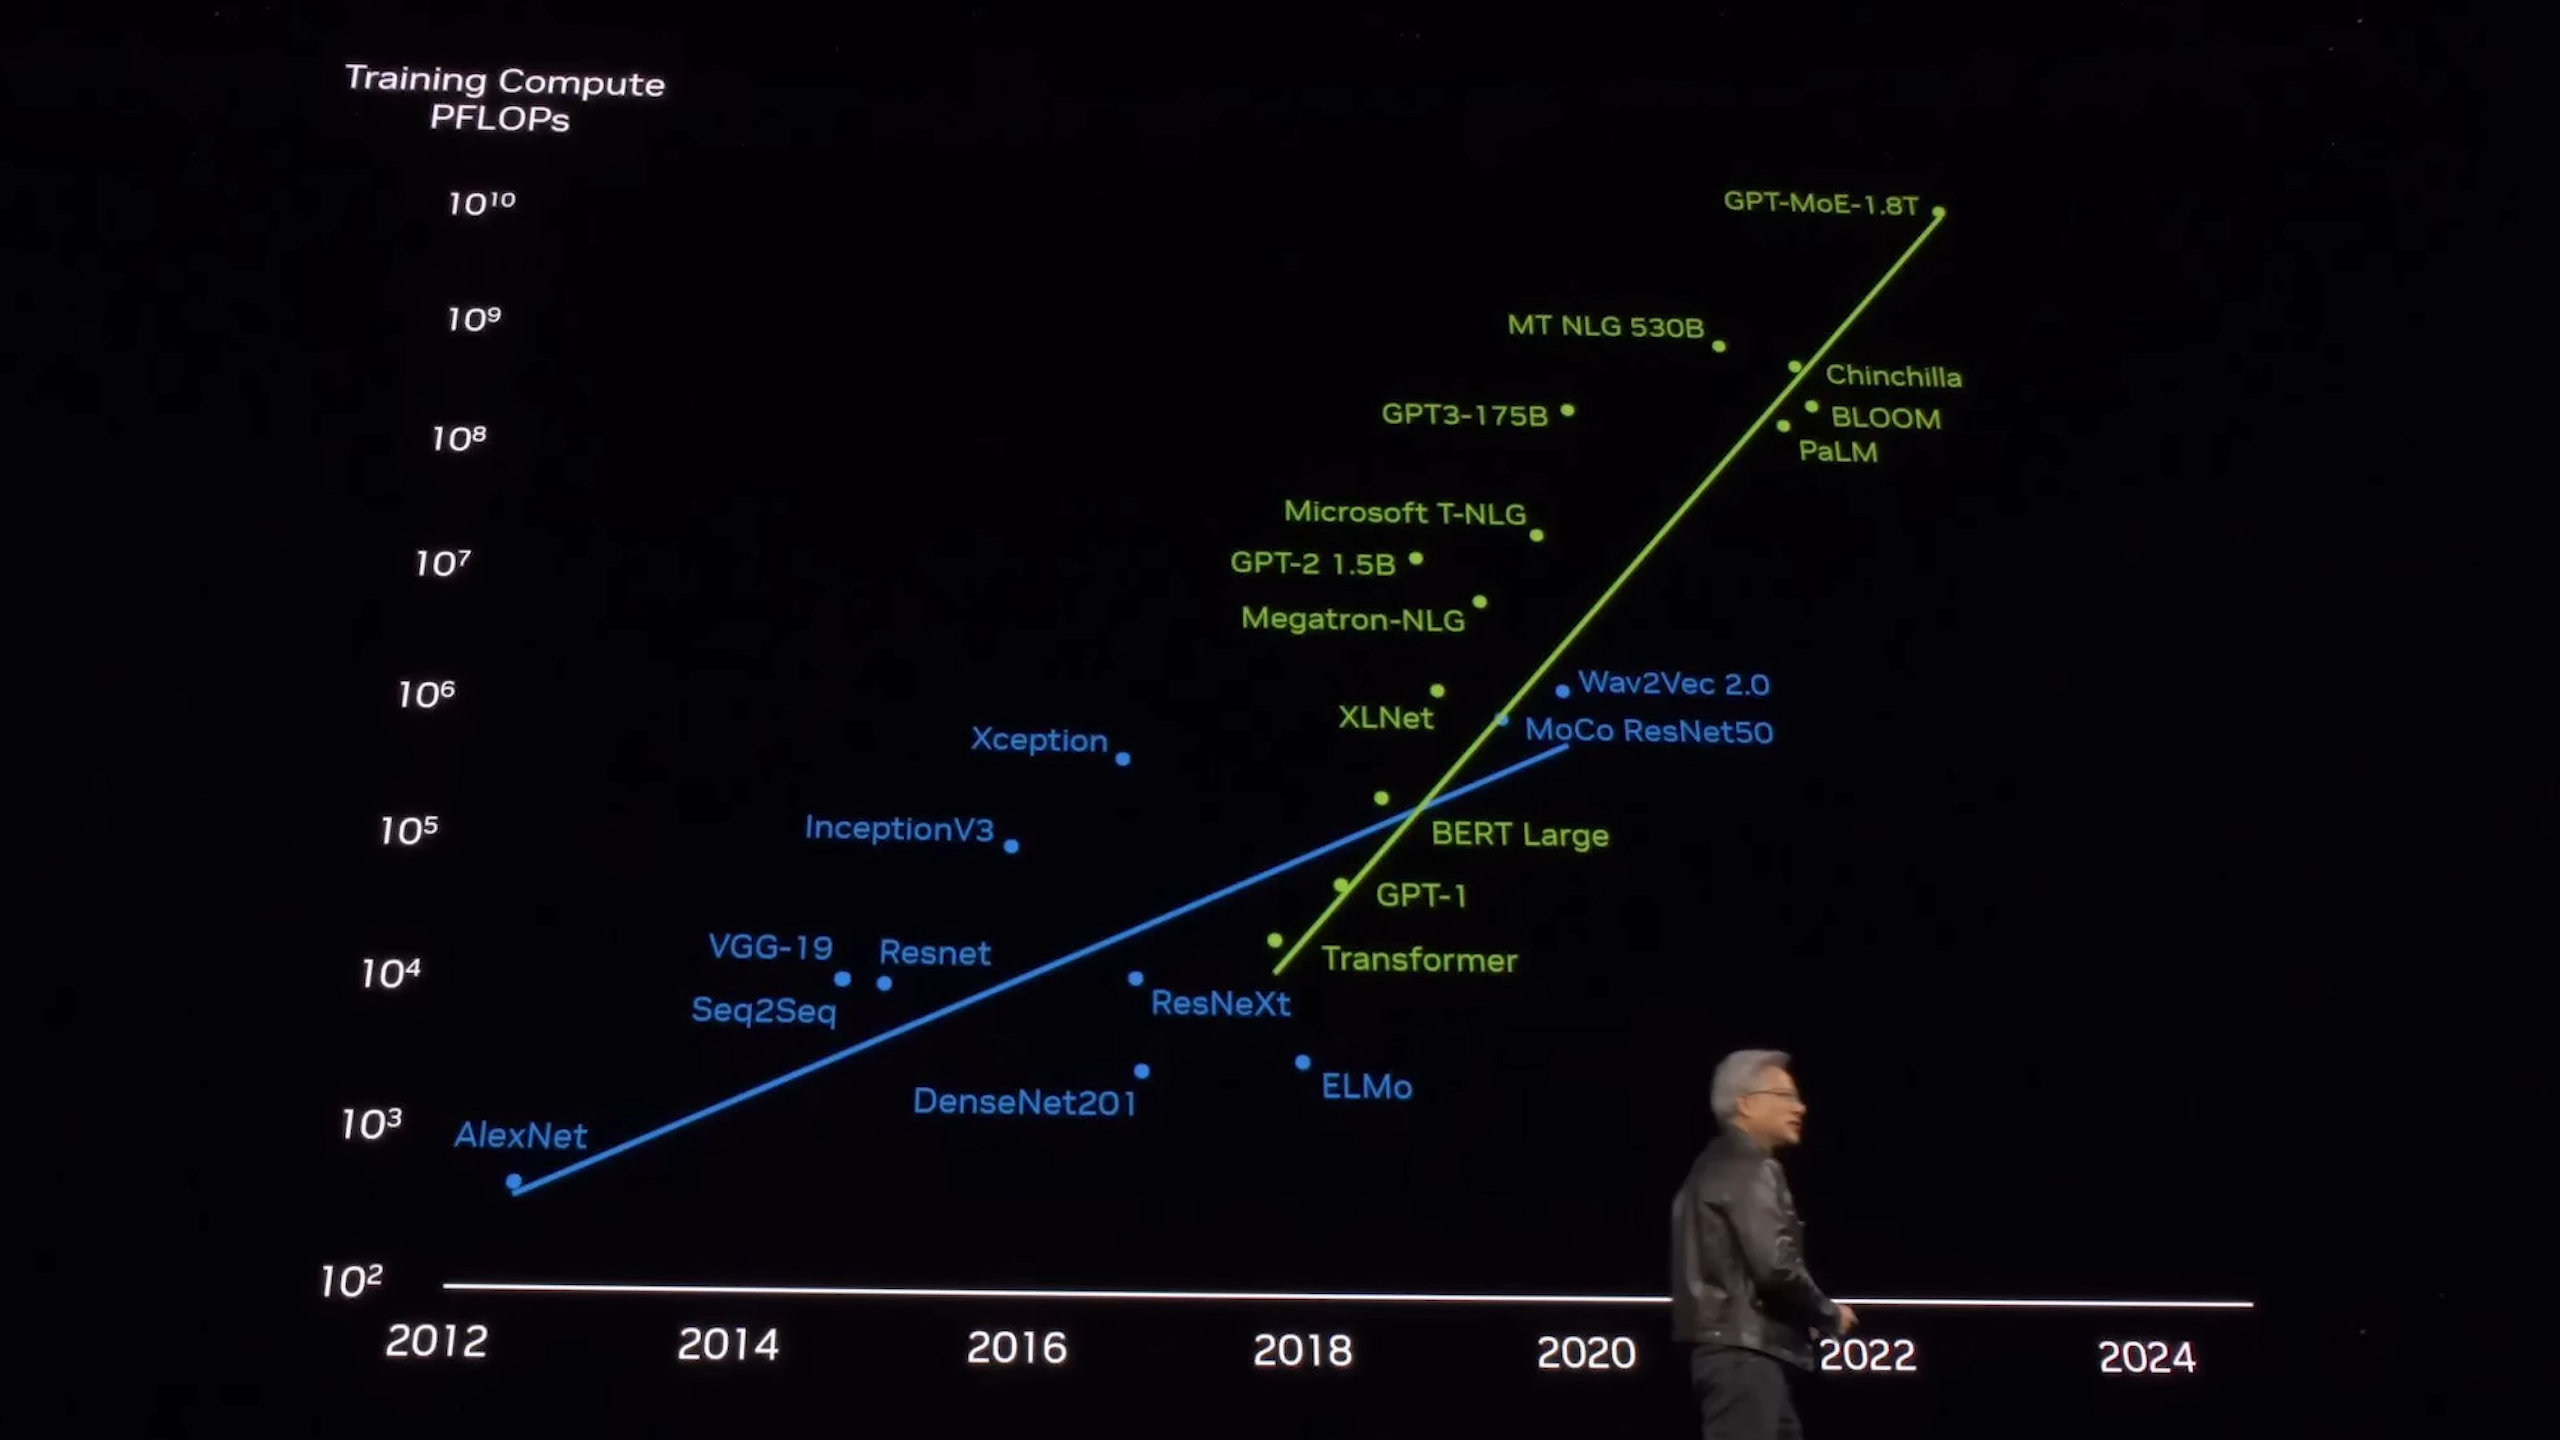 Training Compute
PFLOPs
10¹⁰
GPT-MoE-1.8T
10⁹
MT NLG 530B
Chinchilla
GPT3-175B
BLOOM
10⁸
PaLM
Microsoft T-NLG
10⁷
GPT-2 1.5B
Megatron-NLG
10⁶
Wav2Vec 2.0
XLNet
MoCo ResNet50
Xception
10⁵
InceptionV3
BERT Large
GPT-1
VGG-19
Resnet
Transformer
10⁴
Seq2Seq
ResNeXt
DenseNet201
ELMo
10³
AlexNet
10²
2012 2014 2016 2018 2020 2022 2024